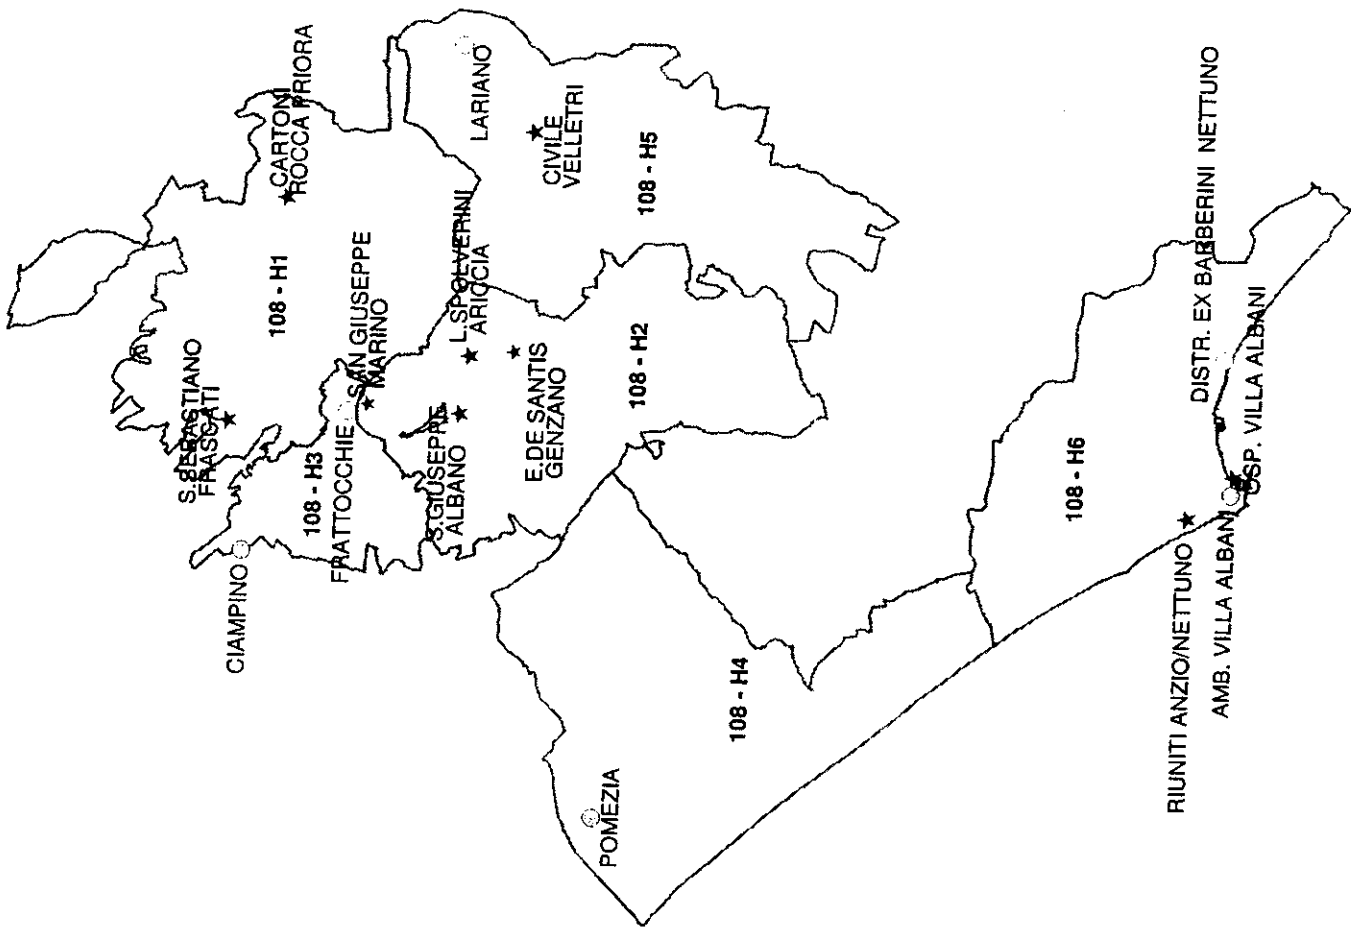 S.SEBASTIANO
FRASCATI
CARTONI
ROCCA PRIORA
108 - H1
CIAMPINO
108 - H3
FRATTOCCHIE
SAN GIUSEPPE
MARINO
S.GIUSEPPE
ALBANO
L.SPOLVERINI
ARICCIA
LARIANO
E.DE SANTIS
GENZANO
CIVILE
VELLETRI
108 - H2
108 - H5
POMEZIA
108 - H4
108 - H6
RIUNITI ANZIO/NETTUNO
AMB. VILLA ALBANI
OSP. VILLA ALBANI
DISTR. EX BARBERINI NETTUNO